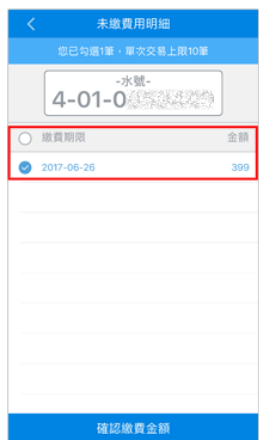 未繳費用明細
您已勾選1筆，單次交易上限10筆
-水號-
4-01-0
繳費期限 金額
2017-06-26 399
確認繳費金額